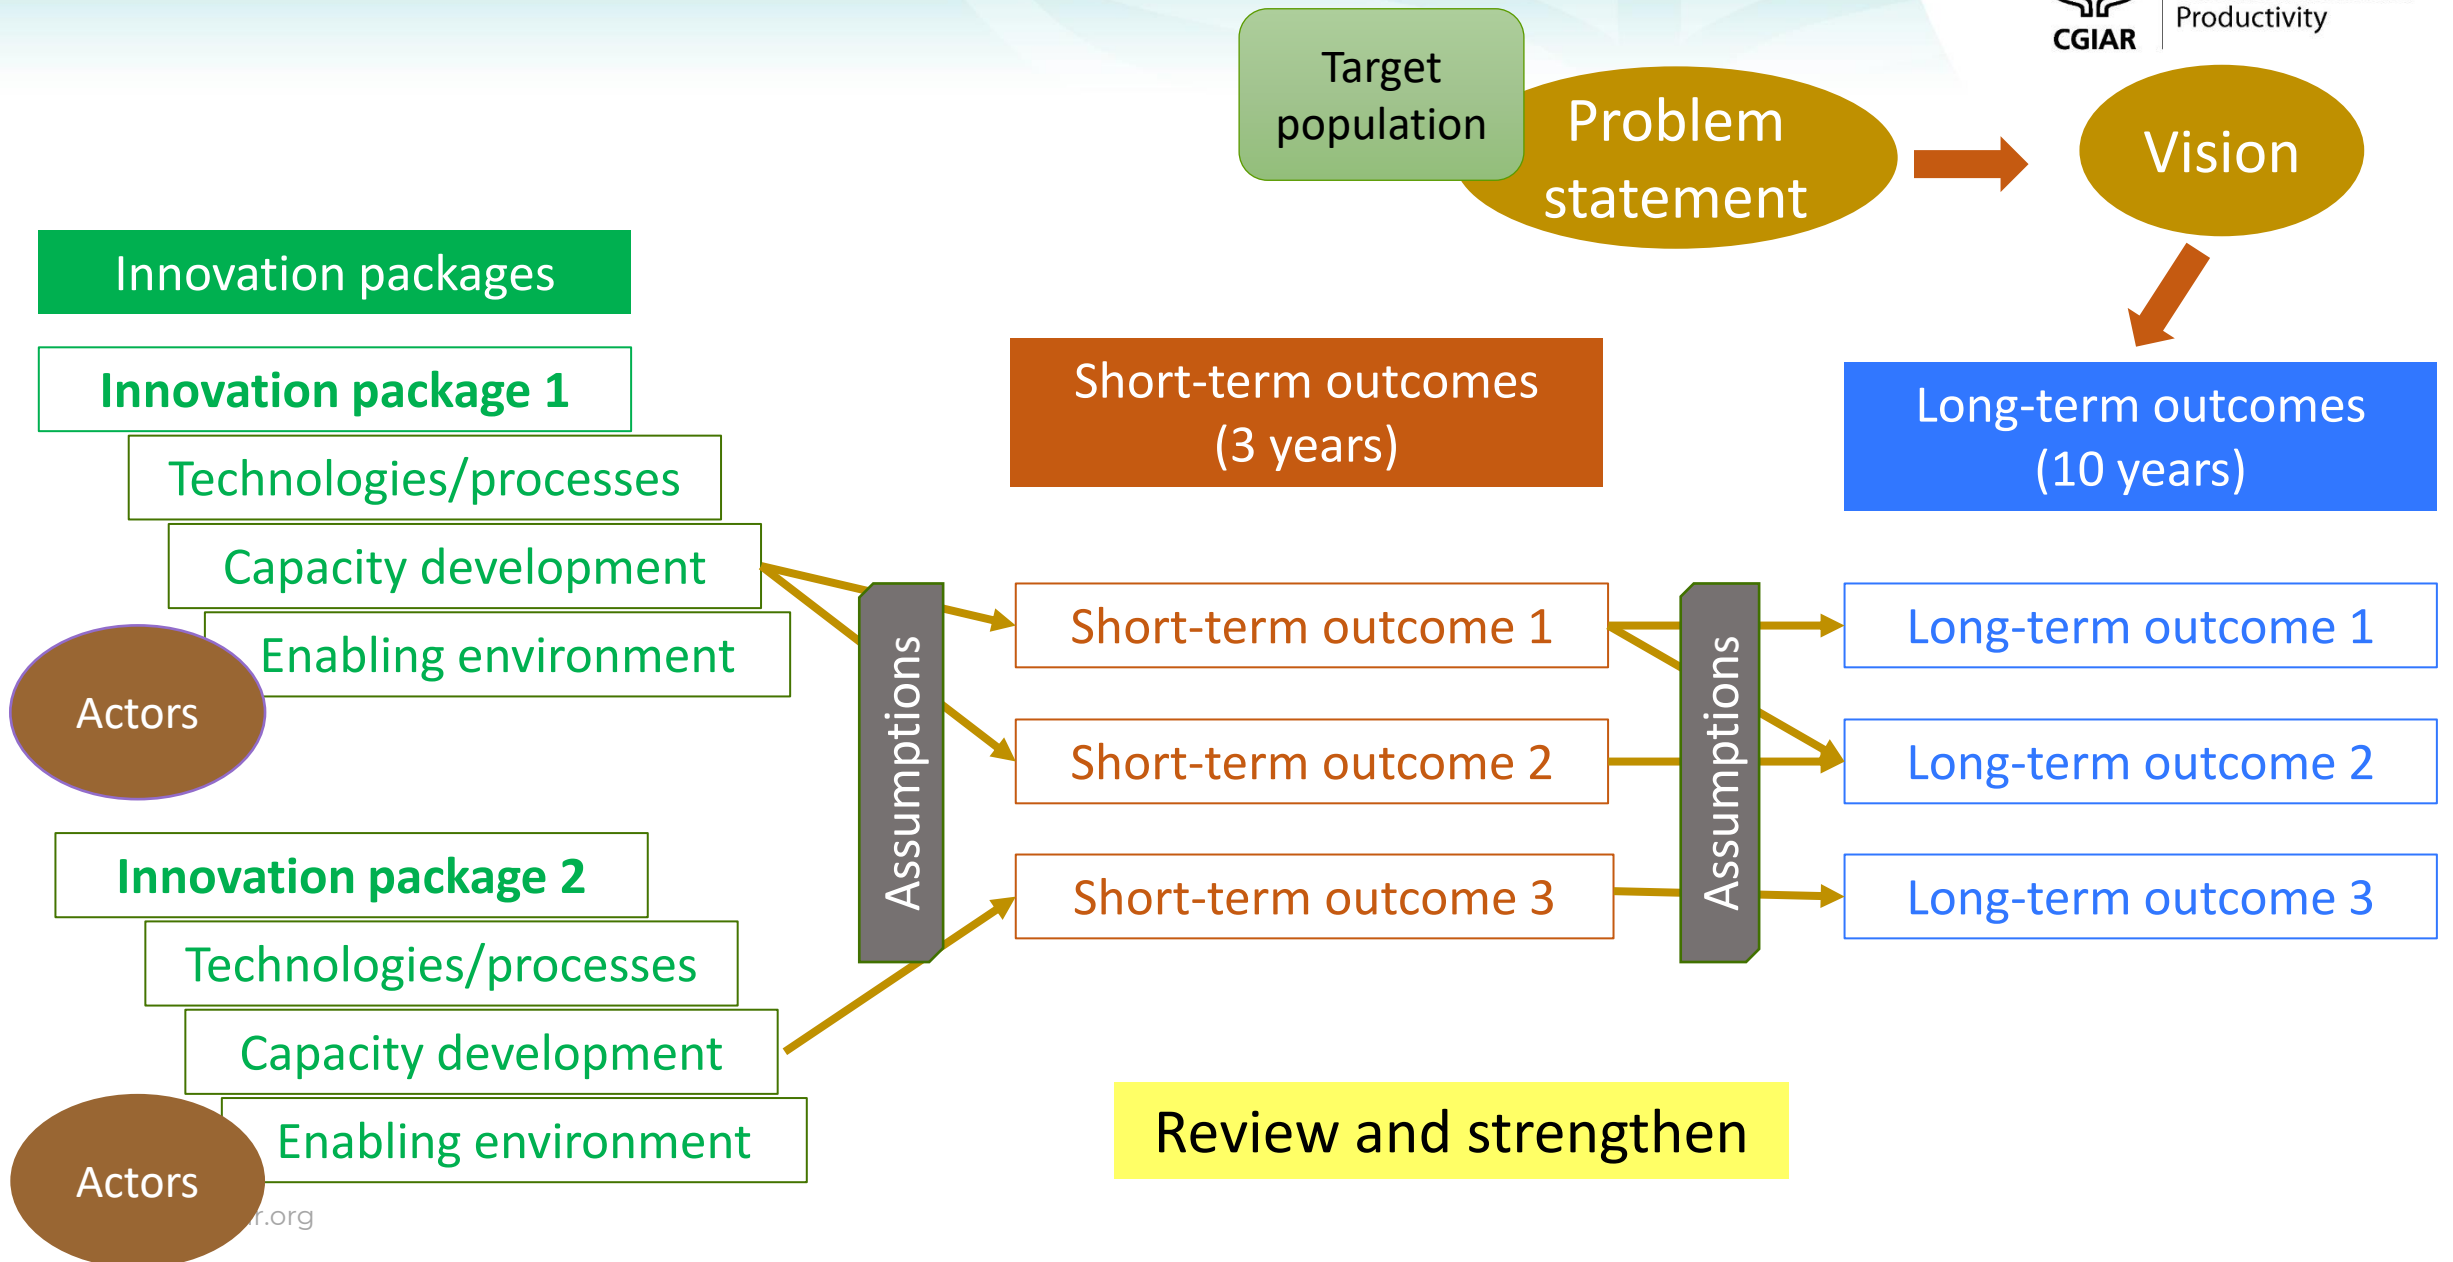 CGIAR
Productivity
Target
population
Problem
statement
Vision
Innovation packages
Innovation package 1
Technologies/processes
Capacity development
Enabling environment
Actors
Innovation package 2
Technologies/processes
Capacity development
Enabling environment
Actors
r.org
Assumptions
Short-term outcomes
(3 years)
Short-term outcome 1
Short-term outcome 2
Short-term outcome 3
Assumptions
Long-term outcomes
(10 years)
Long-term outcome 1
Long-term outcome 2
Long-term outcome 3
Review and strengthen